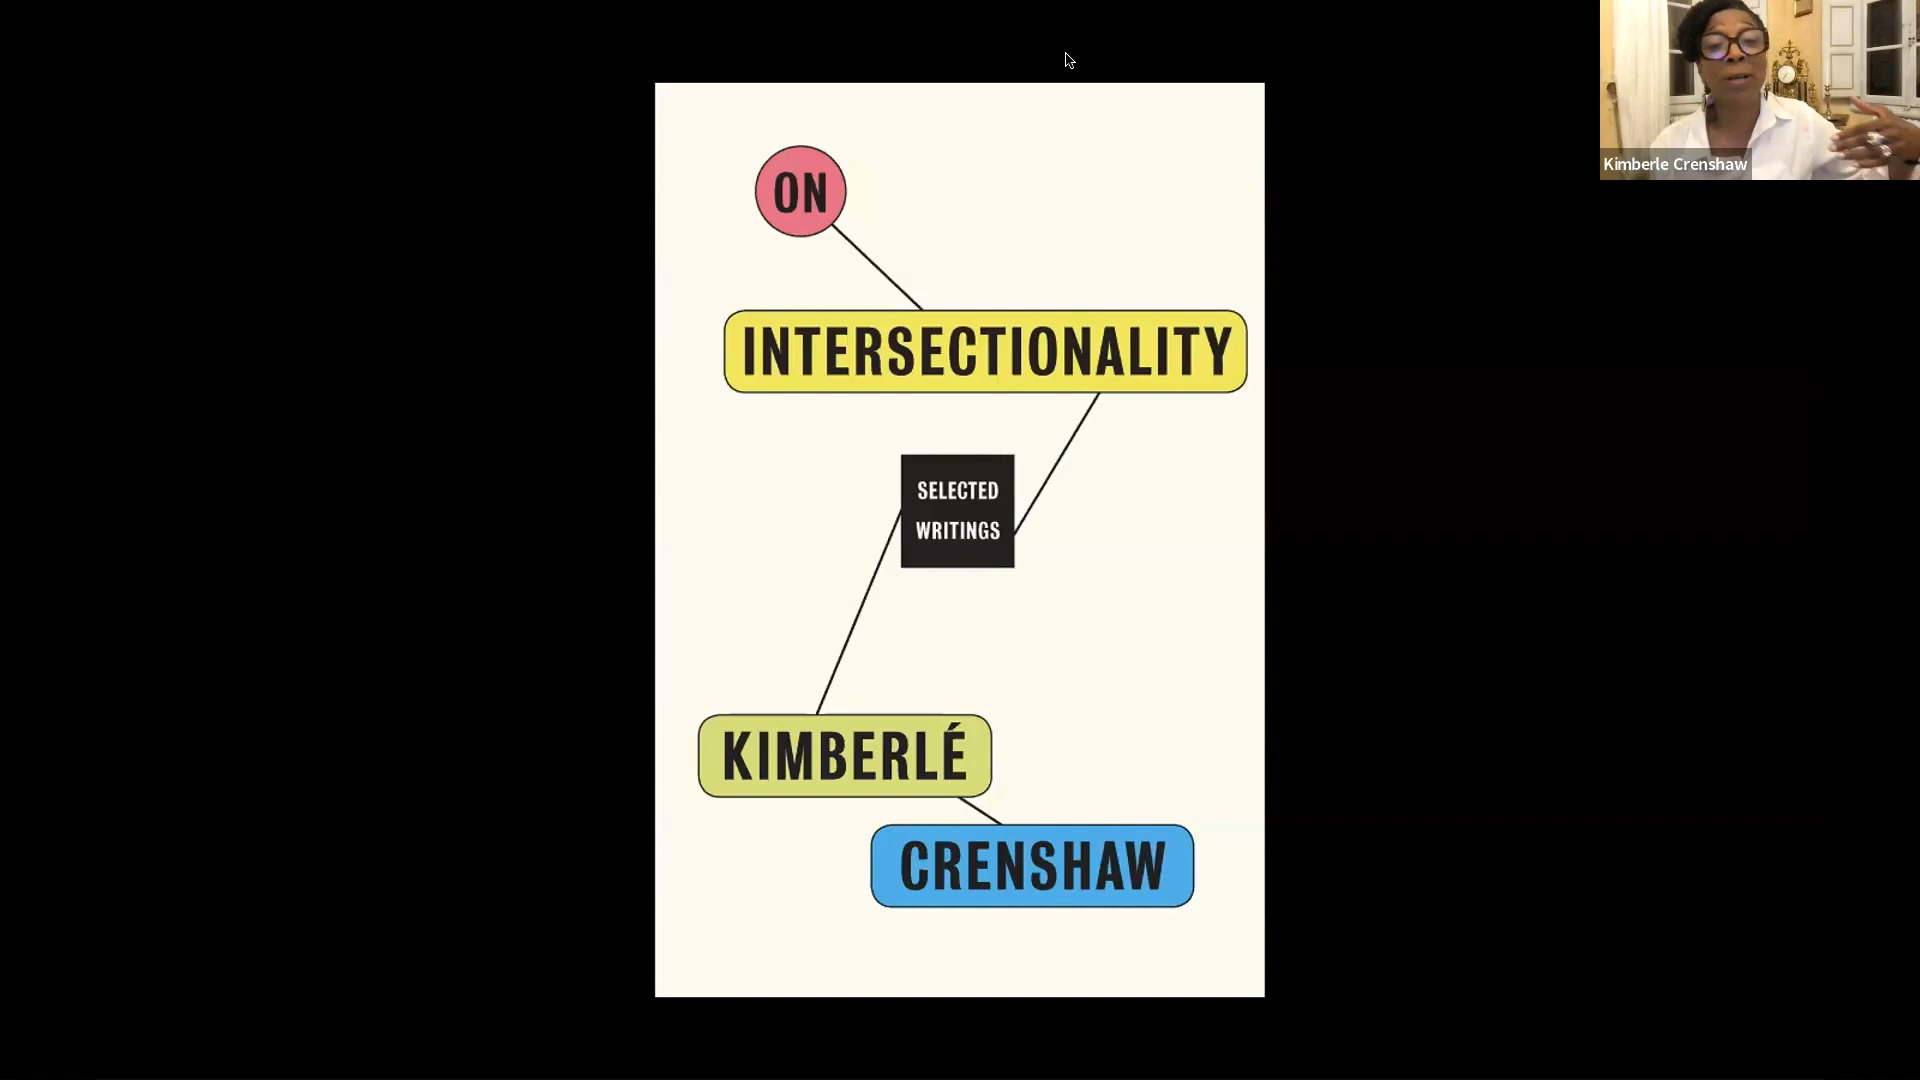 ON
INTERSECTIONALITY
SELECTED
WRITINGS
KIMBERLÉ
CRENSHAW
Kimberle Crenshaw